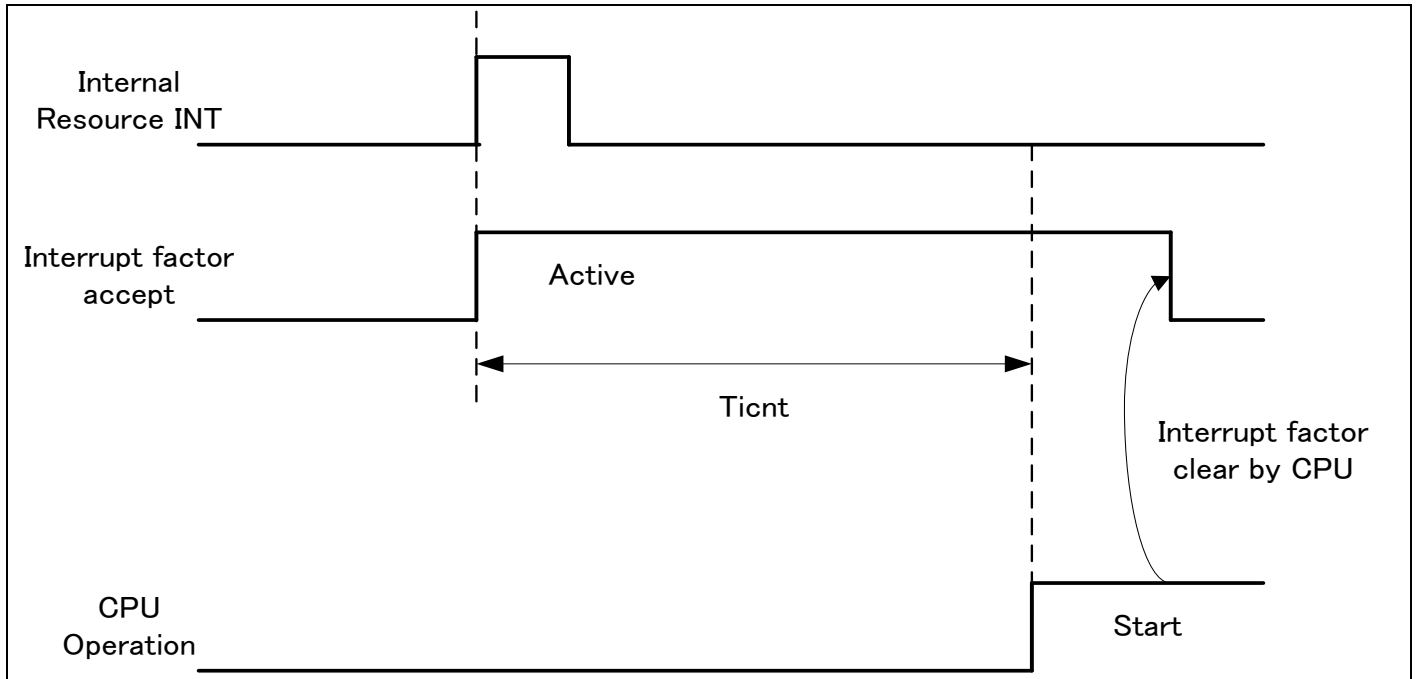 Internal
Resource INT
Interrupt factor
accept
Active
Ticnt
Interrupt factor
clear by CPU
CPU
Operation
Start